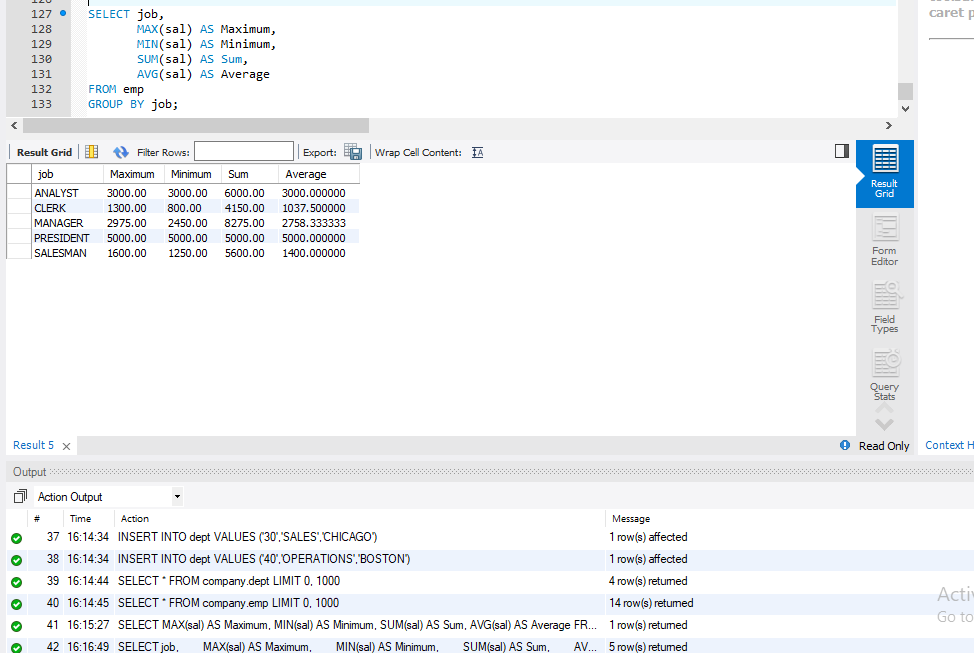 caret p
127 SELECT job,
128 MAX(sal) AS Maximum,
129 MIN(sal) AS Minimum,
130 SUM(sal) AS Sum,
131 AVG(sal) AS Average
132 FROM emp
133 GROUP BY job;
Result Grid Filter Rows: Export: Wrap Cell Content: IA
job Maximum Minimum Sum Average
ANALYST 3000.00 3000.00 6000.00 3000.000000
CLERK 1300.00 800.00 4150.00 1037.500000
MANAGER 2975.00 2450.00 8275.00 2758.333333
PRESIDENT 5000.00 5000.00 5000.00 5000.000000
SALESMAN 1600.00 1250.00 5600.00 1400.000000
Result
Grid
Form
Editor
Field
Types
Query
Stats
Result 5 Read Only Context H
Output
Action Output
# Time Action Message
37 16:14:34 INSERT INTO dept VALUES ('30','SALES','CHICAGO') 1 row(s) affected
38 16:14:34 INSERT INTO dept VALUES ('40','OPERATIONS','BOSTON') 1 row(s) affected
39 16:14:44 SELECT * FROM company.dept LIMIT 0, 1000 4 row(s) returned
40 16:14:45 SELECT * FROM company.emp LIMIT 0, 1000 14 row(s) returned
Activ
Go to
41 16:15:27 SELECT MAX(sal) AS Maximum, MIN(sal) AS Minimum, SUM(sal) AS Sum, AVG(sal) AS Average FR... 1 row(s) returned
42 16:16:49 SELECT job, MAX(sal) AS Maximum, MIN(sal) AS Minimum, SUM(sal) AS Sum, AV... 5 row(s) returned